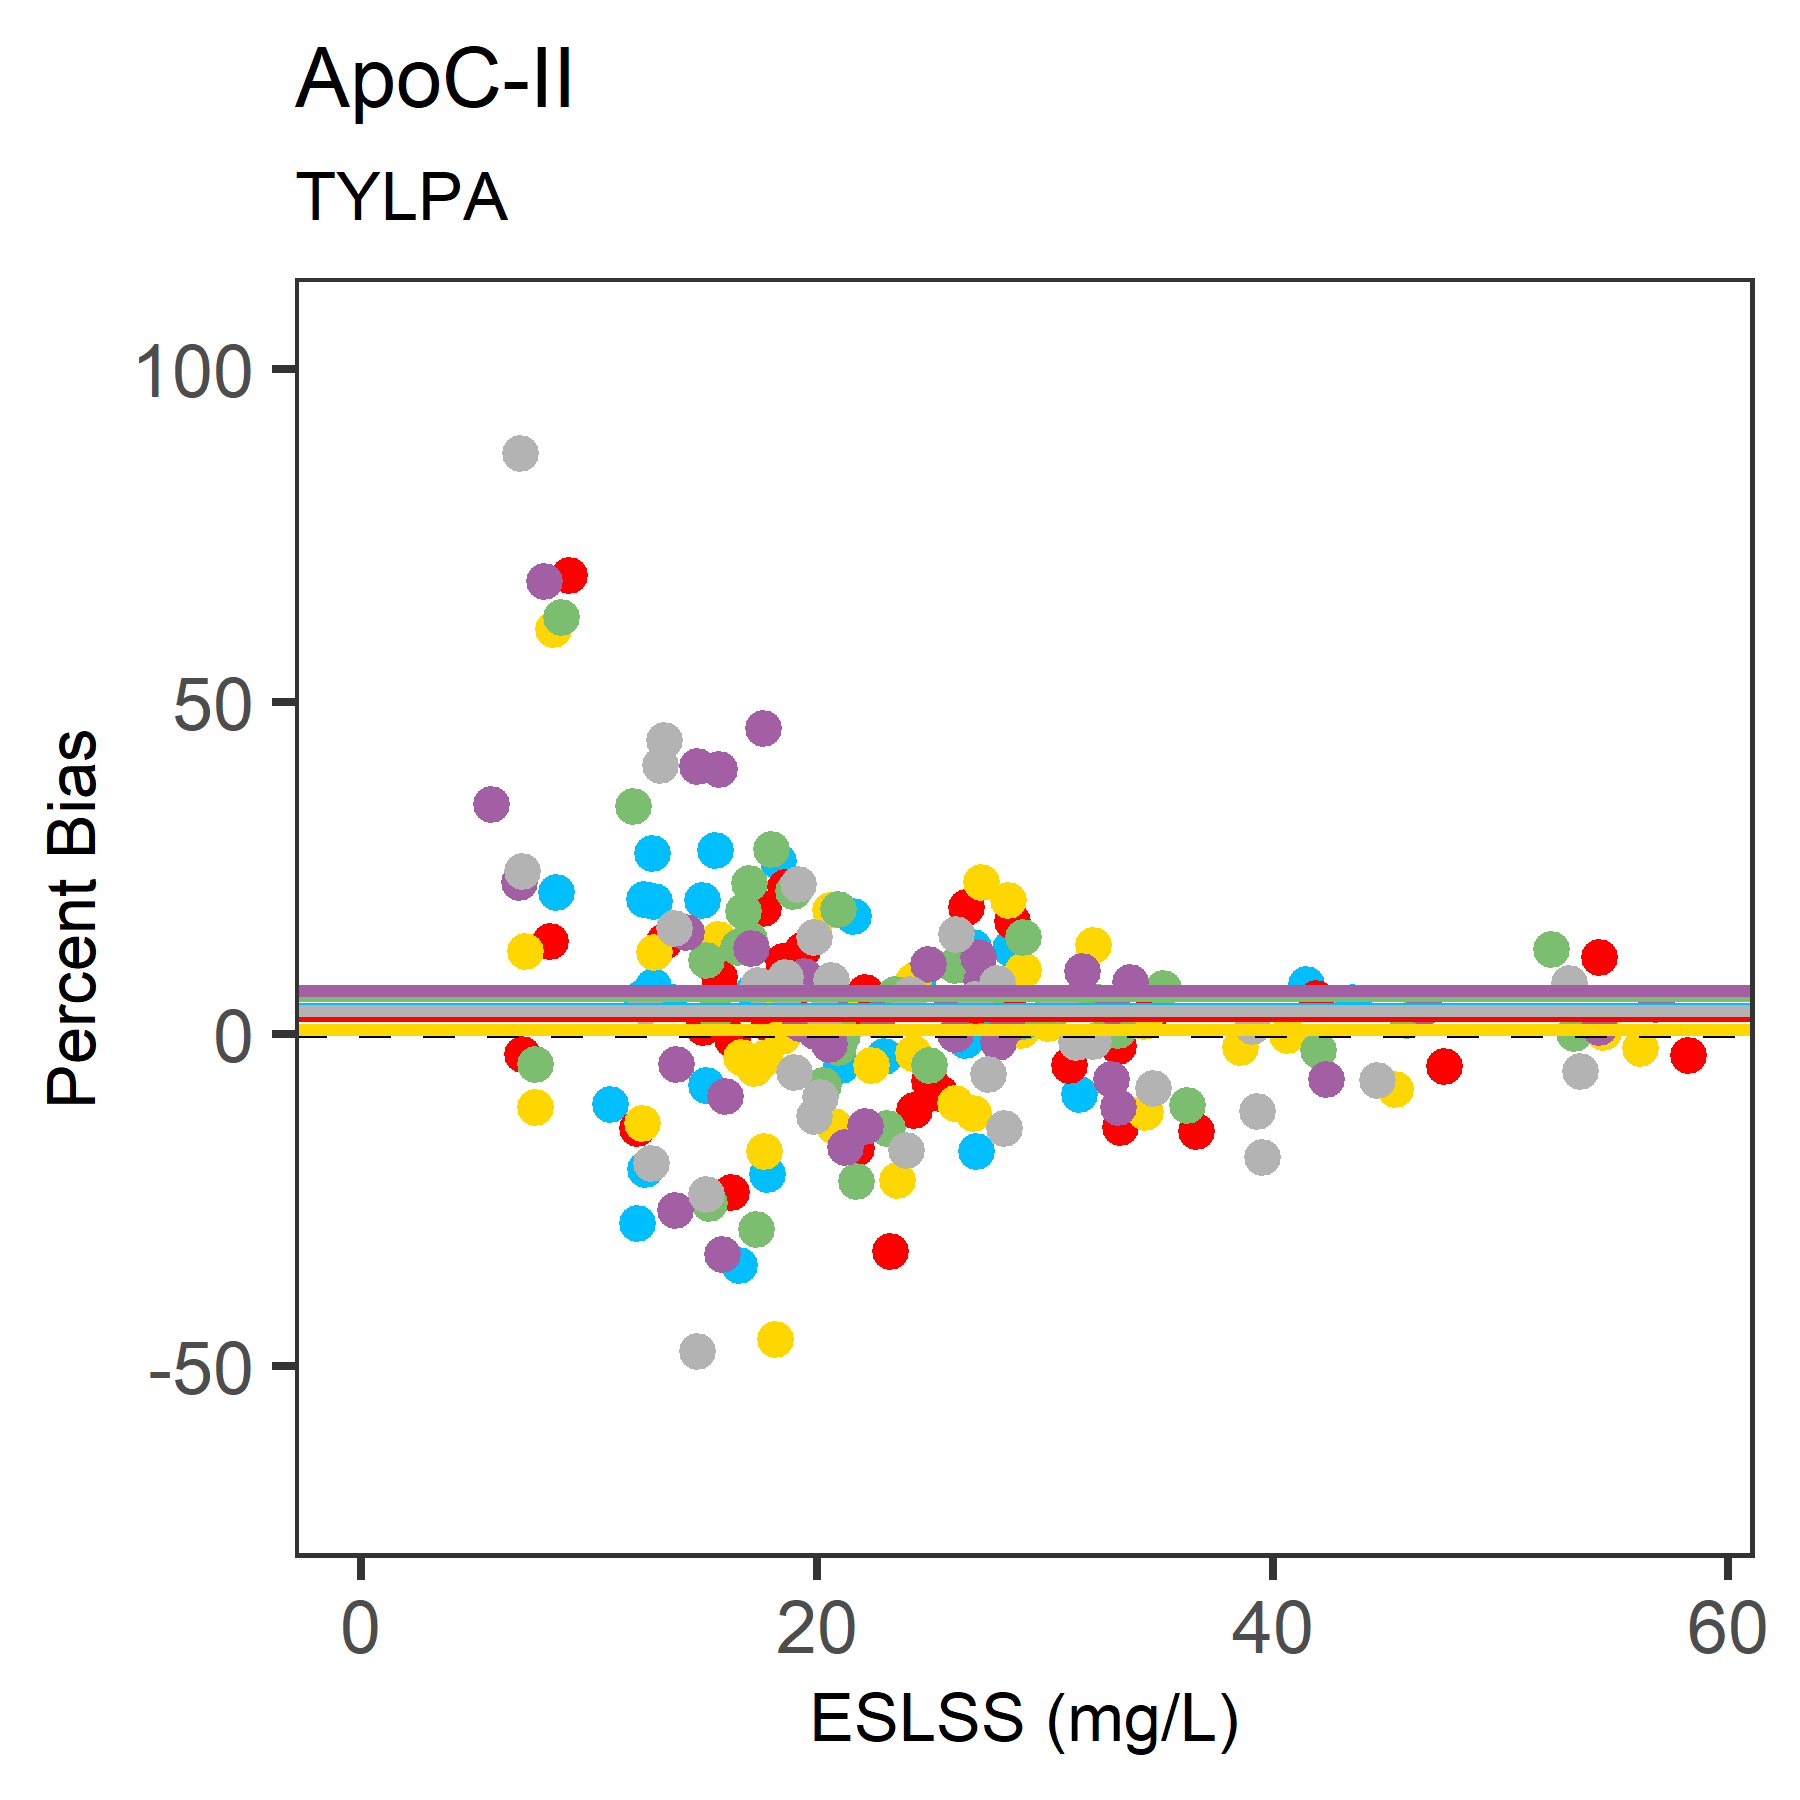 ApoC-II
TYLPA
100
50
0
-50
Percent Bias
0 20 40 60
ESLSS (mg/L)